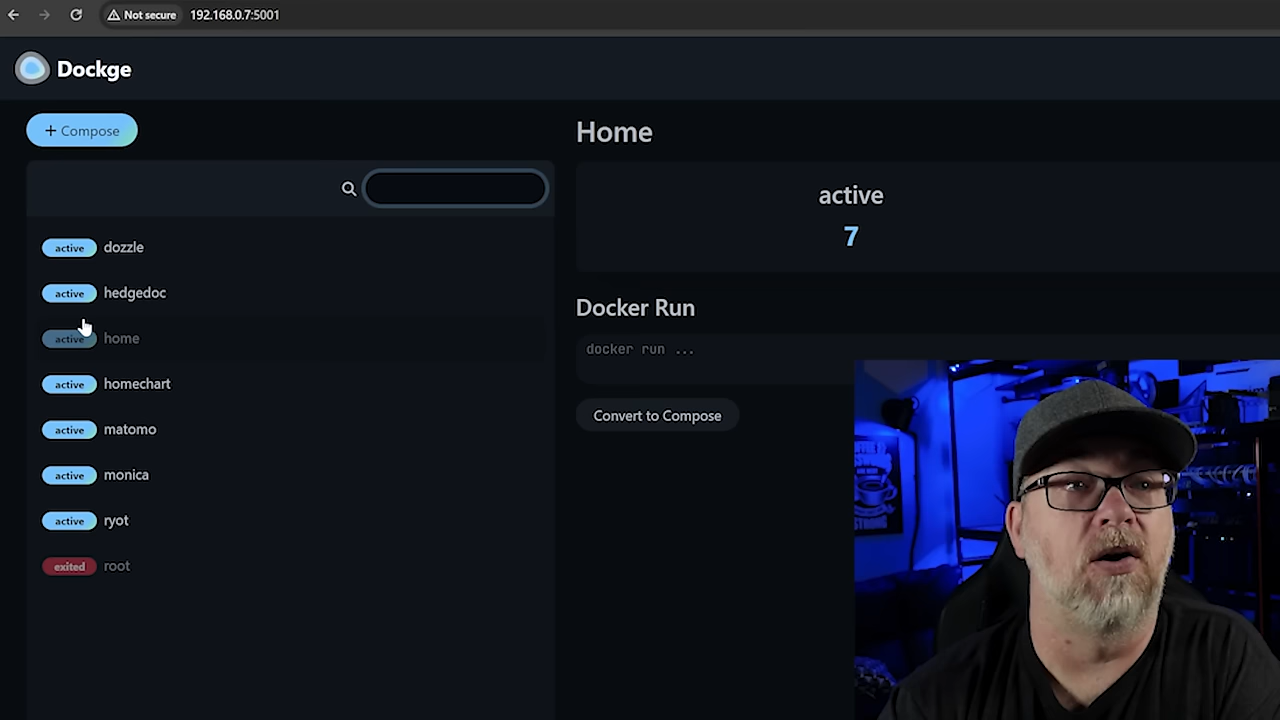 Not secure
192.168.0.7:5001
Dockge
+ Compose
active dozzle
active hedgedoc
active home
active homechart
active matomo
active monica
active ryot
exited root
Home
active
7
Docker Run
docker run ...
Convert to Compose